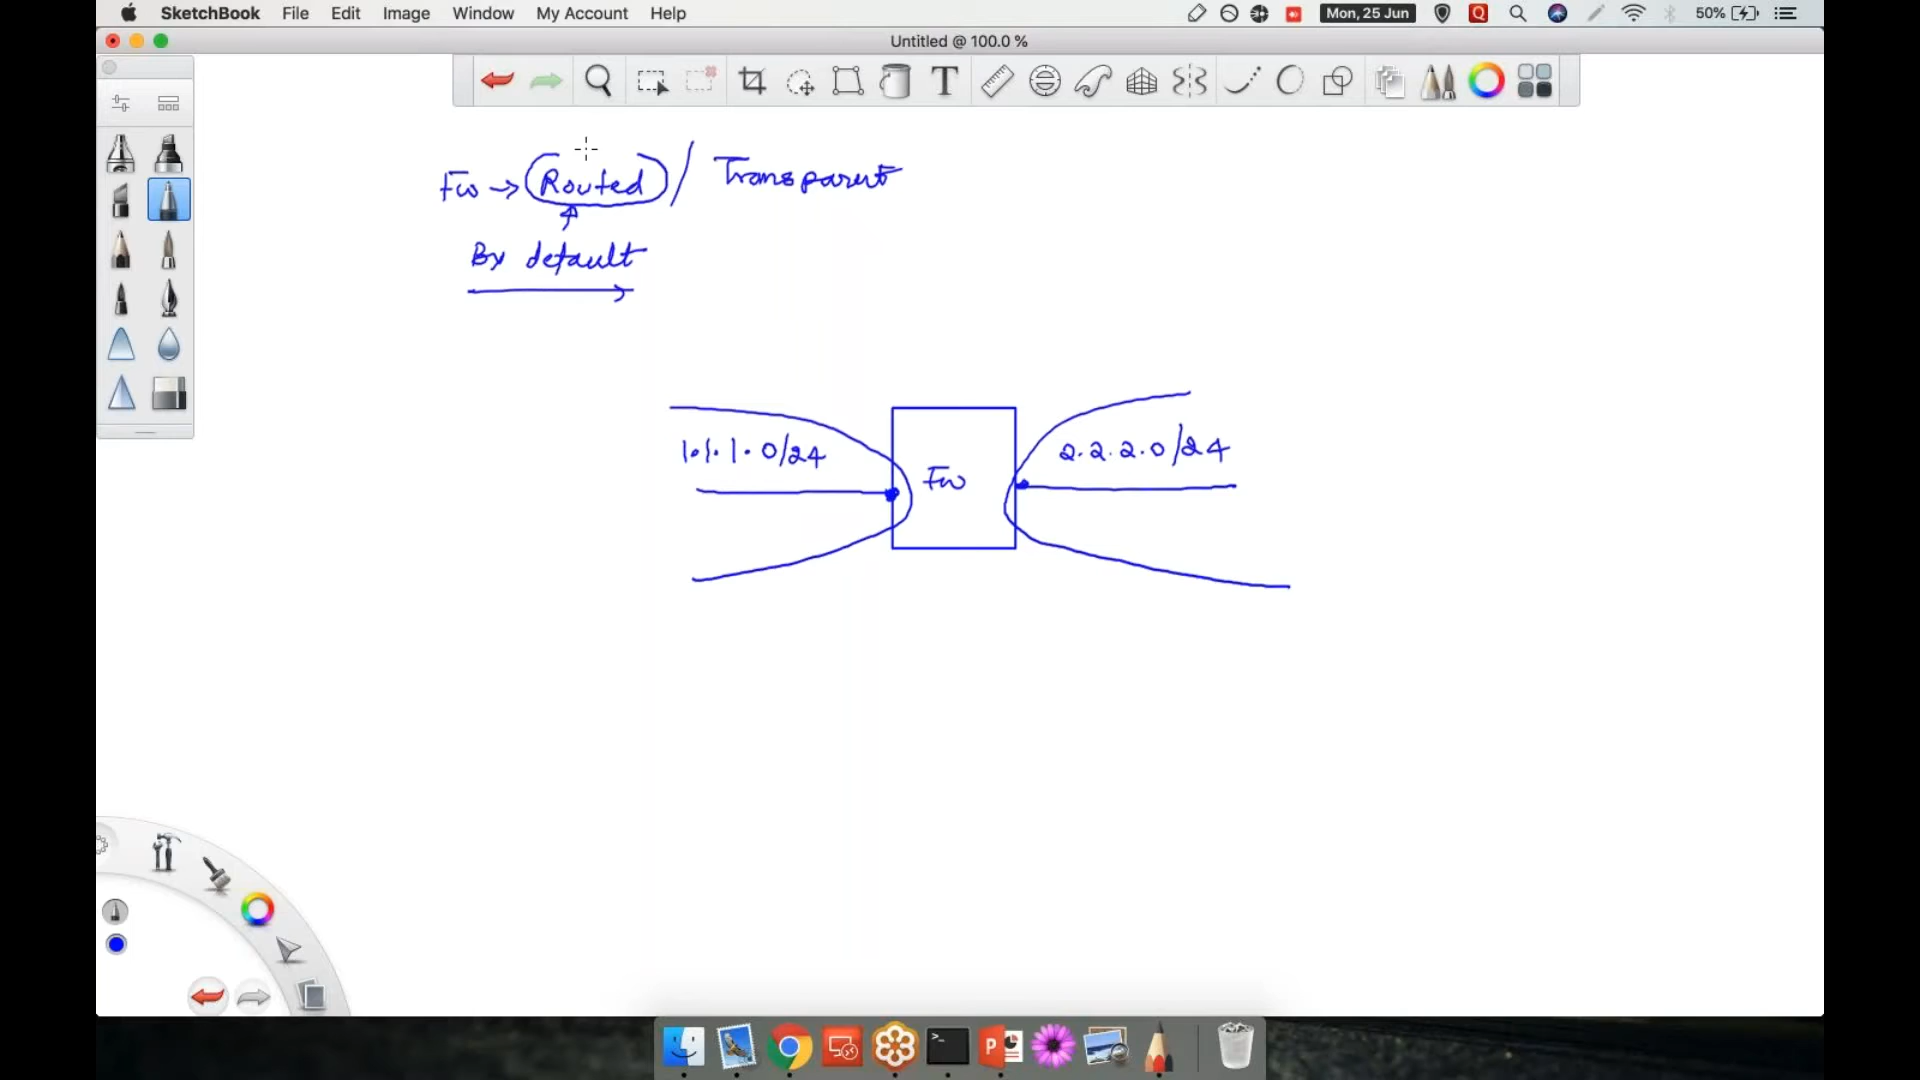 SketchBook File Edit Image Window My Account Help Mon, 25 Jun Q 50%
Untitled @ 100.0 %
T
Fw → Routed / Transparent
By default
1.1.1.0/24 Fw 2.2.2.0/24
P